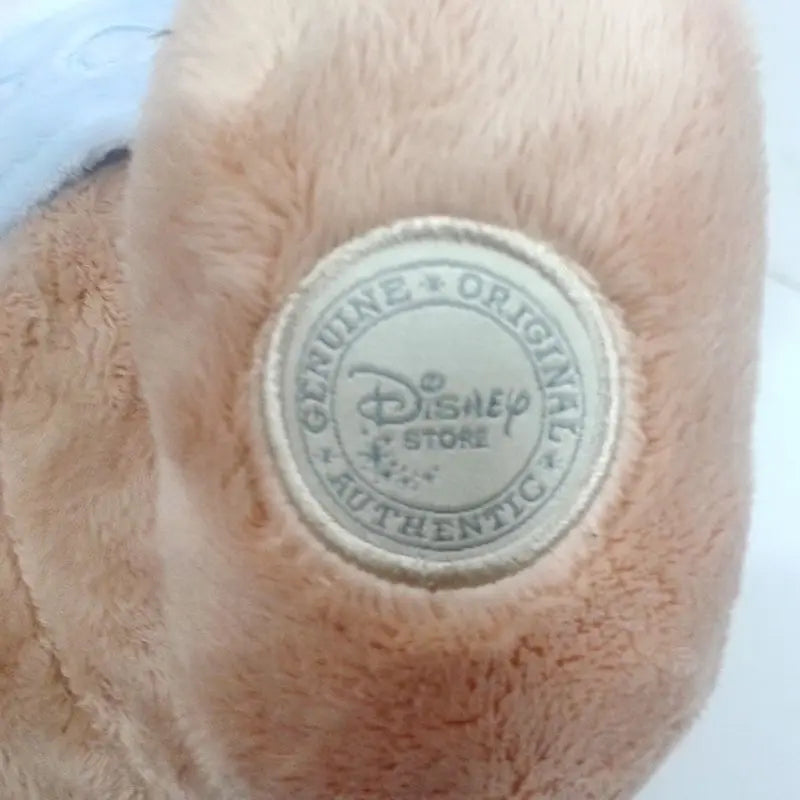 GENUINE * ORIGINAL * AUTHENTIC *
Disney
STORE